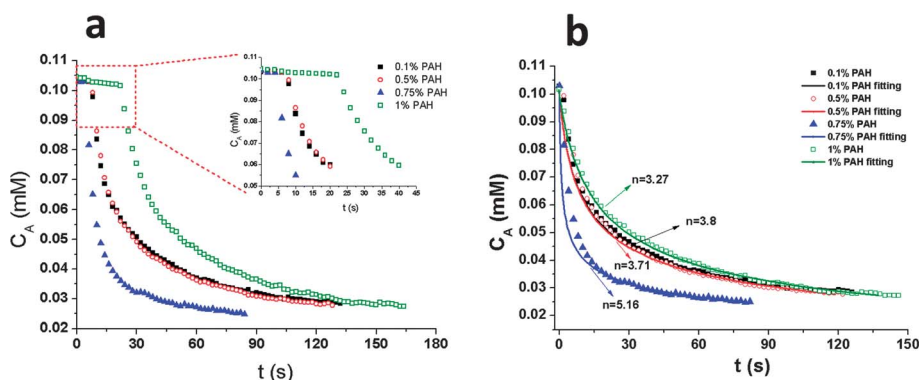 a
0.11
0.10
0.09
0.08
0.07
0.06
0.05
0.04
0.03
0.02
C_A (mM)
0 30 60 90 120 150 180
t (s)
0.11
0.10
0.09
0.08
0.07
0.06
0.05
C_A (mM)
0 5 10 15 20 25 30 35 40 45
t (s)
0.1% PAH
0.5% PAH
0.75% PAH
1% PAH
b
0.11
0.10
0.09
0.08
0.07
0.06
0.05
0.04
0.03
0.02
C_A (mM)
0 30 60 90 120 150
t (s)
0.1% PAH
0.1% PAH fitting
0.5% PAH
0.5% PAH fitting
0.75% PAH
0.75% PAH fitting
1% PAH
1% PAH fitting
n=3.27
n=3.8
n=3.71
n=5.16